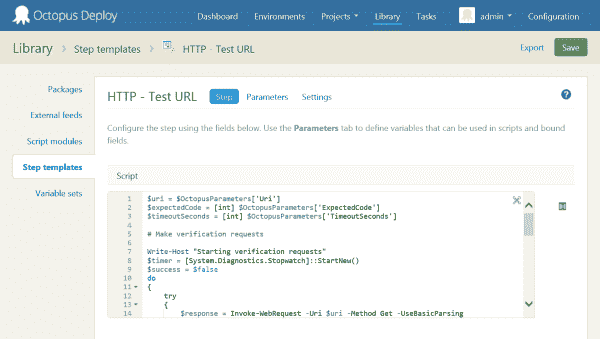 Octopus Deploy Dashboard Environments Projects Library Tasks admin Configuration
Library > Step templates > HTTP - Test URL Export Save
Packages
External feeds
Script modules
Step templates
Variable sets
HTTP - Test URL Step Parameters Settings ?
Configure the step using the fields below. Use the Parameters tab to define variables that can be used in scripts and bound
fields.
Script
1 $uri = $OctopusParameters['Uri']
2 $expectedCode = [int] $OctopusParameters['ExpectedCode']
3 $timeoutSeconds = [int] $OctopusParameters['TimeoutSeconds']
4
5 # Make verification requests
6
7 Write-Host "Starting verification requests"
8 $timer = [System.Diagnostics.Stopwatch]::StartNew()
9 $success = $false
10 do
11 {
12 try
13 {
14 $response = Invoke-WebRequest -Uri $uri -Method Get -UseBasicParsing